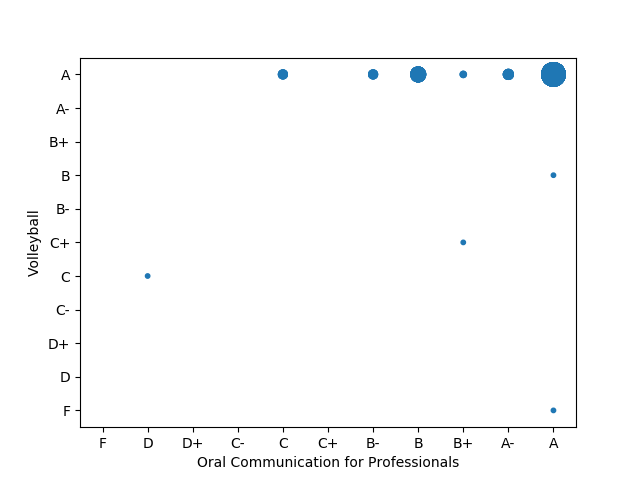 A
A-
B+
B
B-
C+
C
C-
D+
D
F
Volleyball
F D D+ C- C C+ B- B B+ A- A
Oral Communication for Professionals